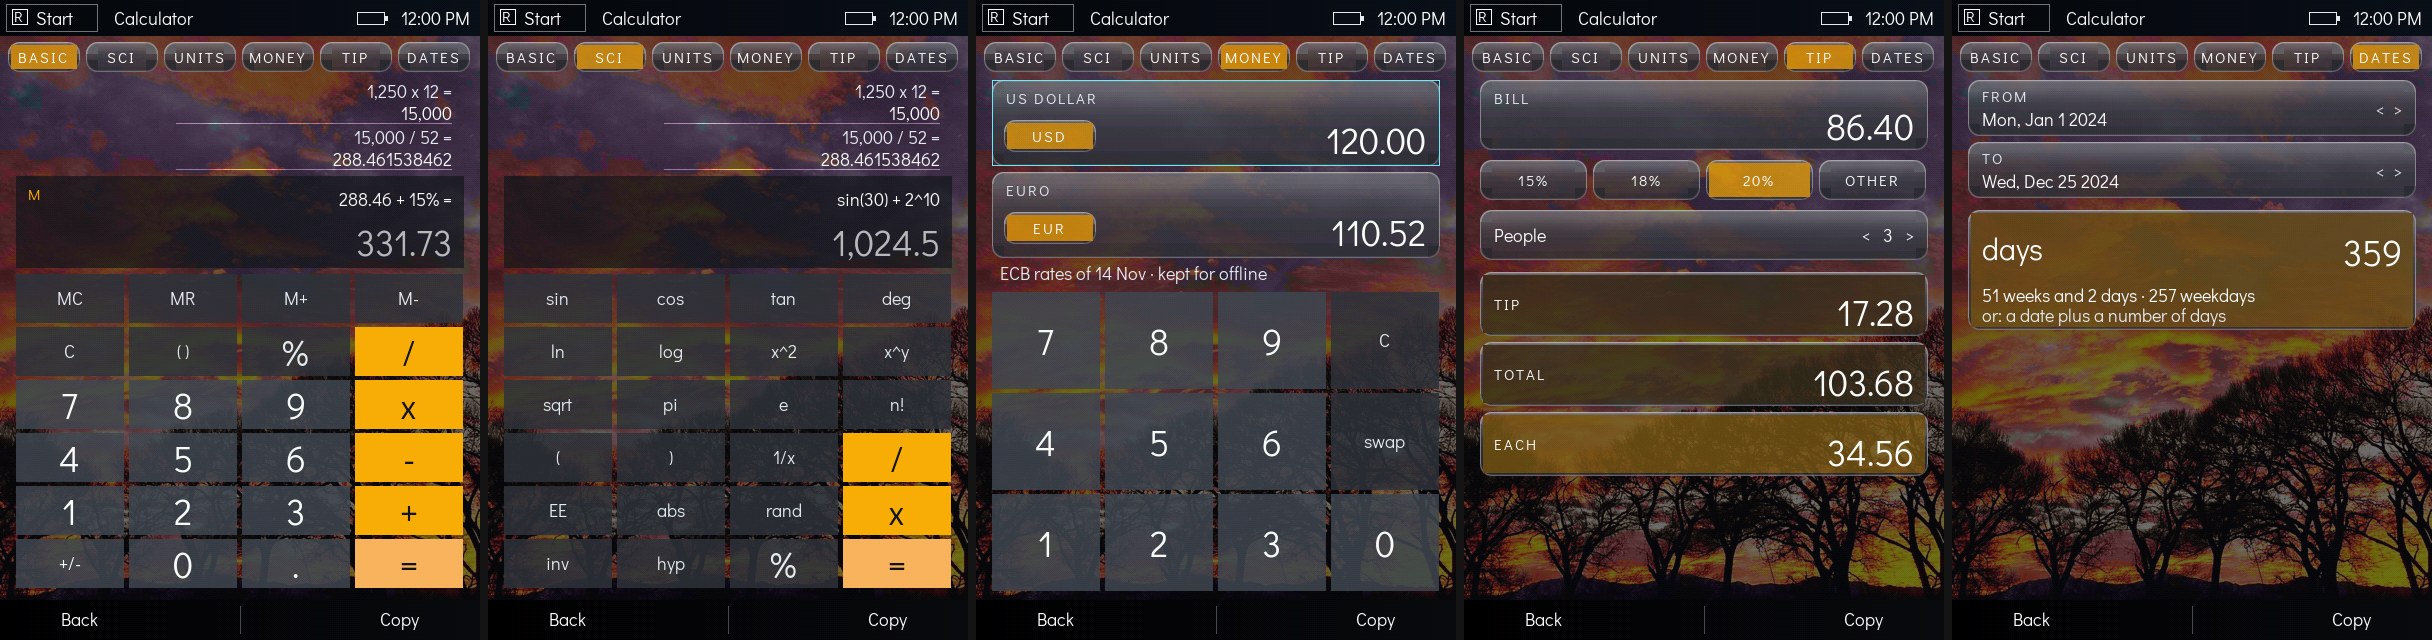 R Start Calculator 12:00 PM
BASIC SCI UNITS MONEY TIP DATES
1,250 x 12 =
15,000
15,000 / 52 =
288.461538462
M 288.46 + 15% =
331.73
MC MR M+ M-
C ( ) % /
7 8 9 x
4 5 6 -
1 2 3 +
+/- 0 . =
Back Copy
R Start Calculator 12:00 PM
BASIC SCI UNITS MONEY TIP DATES
1,250 x 12 =
15,000
15,000 / 52 =
288.461538462
sin(30) + 2^10
1,024.5
sin cos tan deg
ln log x^2 x^y
sqrt pi e n!
( ) 1/x /
EE abs rand x
inv hyp % =
Back Copy
R Start Calculator 12:00 PM
BASIC SCI UNITS MONEY TIP DATES
US DOLLAR
USD 120.00
EURO
EUR 110.52
ECB rates of 14 Nov · kept for offline
7 8 9 C
4 5 6 swap
1 2 3 0
Back Copy
R Start Calculator 12:00 PM
BASIC SCI UNITS MONEY TIP DATES
BILL
86.40
15% 18% 20% OTHER
People < 3 >
TIP 17.28
TOTAL 103.68
EACH 34.56
Back Copy
R Start Calculator 12:00 PM
BASIC SCI UNITS MONEY TIP DATES
FROM
Mon, Jan 1 2024 < >
TO
Wed, Dec 25 2024 < >
days 359
51 weeks and 2 days · 257 weekdays
or: a date plus a number of days
Back Copy